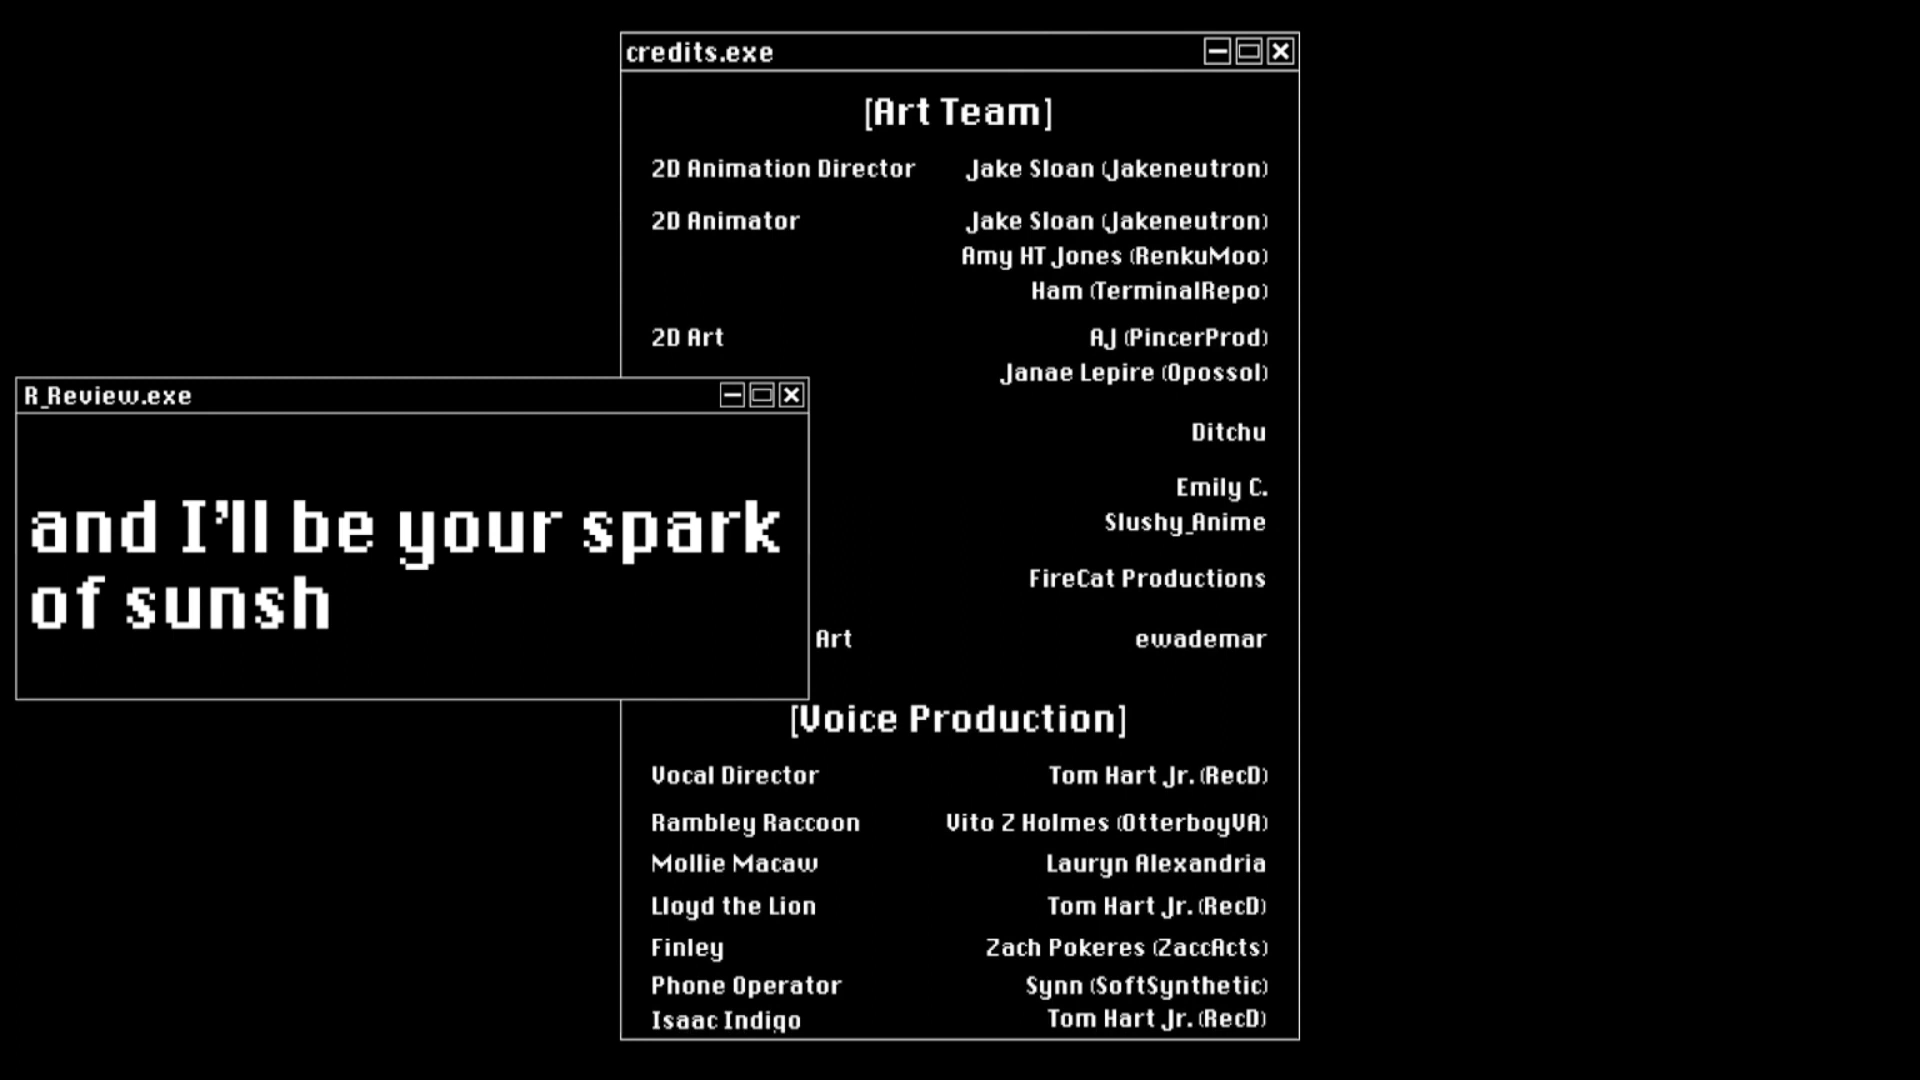 credits.exe
[Art Team]
2D Animation Director Jake Sloan (Jakeneutron)
2D Animator Jake Sloan (Jakeneutron)
Amy HT Jones (RenkuMoo)
Ham (TerminalRepo)
2D Art AJ (PincerProd)
Janae Lepire (Opossol)
R_Review.exe
and I'll be your spark
of sunsh
Ditchu
Emily C.
Slushy_Anime
FireCat Productions
Art ewademar
[Voice Production]
Vocal Director Tom Hart Jr. (RecD)
Rambley Raccoon Vito Z Holmes (OtterboyVA)
Mollie Macaw Lauryn Alexandria
Lloyd the Lion Tom Hart Jr. (RecD)
Finley Zach Pokeres (ZaccActs)
Phone Operator Synn (SoftSynthetic)
Isaac Indigo Tom Hart Jr. (RecD)